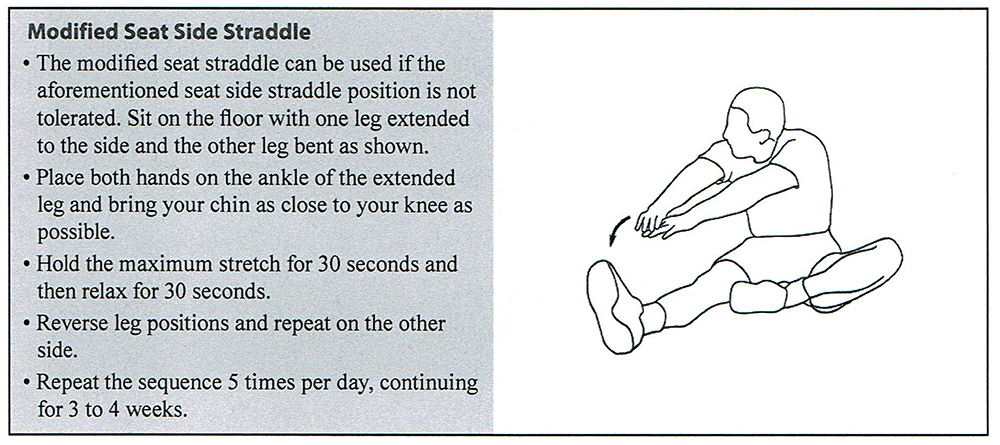 Modified Seat Side Straddle
• The modified seat straddle can be used if the
aforementioned seat side straddle position is not
tolerated. Sit on the floor with one leg extended
to the side and the other leg bent as shown.
• Place both hands on the ankle of the extended
leg and bring your chin as close to your knee as
possible.
• Hold the maximum stretch for 30 seconds and
then relax for 30 seconds.
• Reverse leg positions and repeat on the other
side.
• Repeat the sequence 5 times per day, continuing
for 3 to 4 weeks.